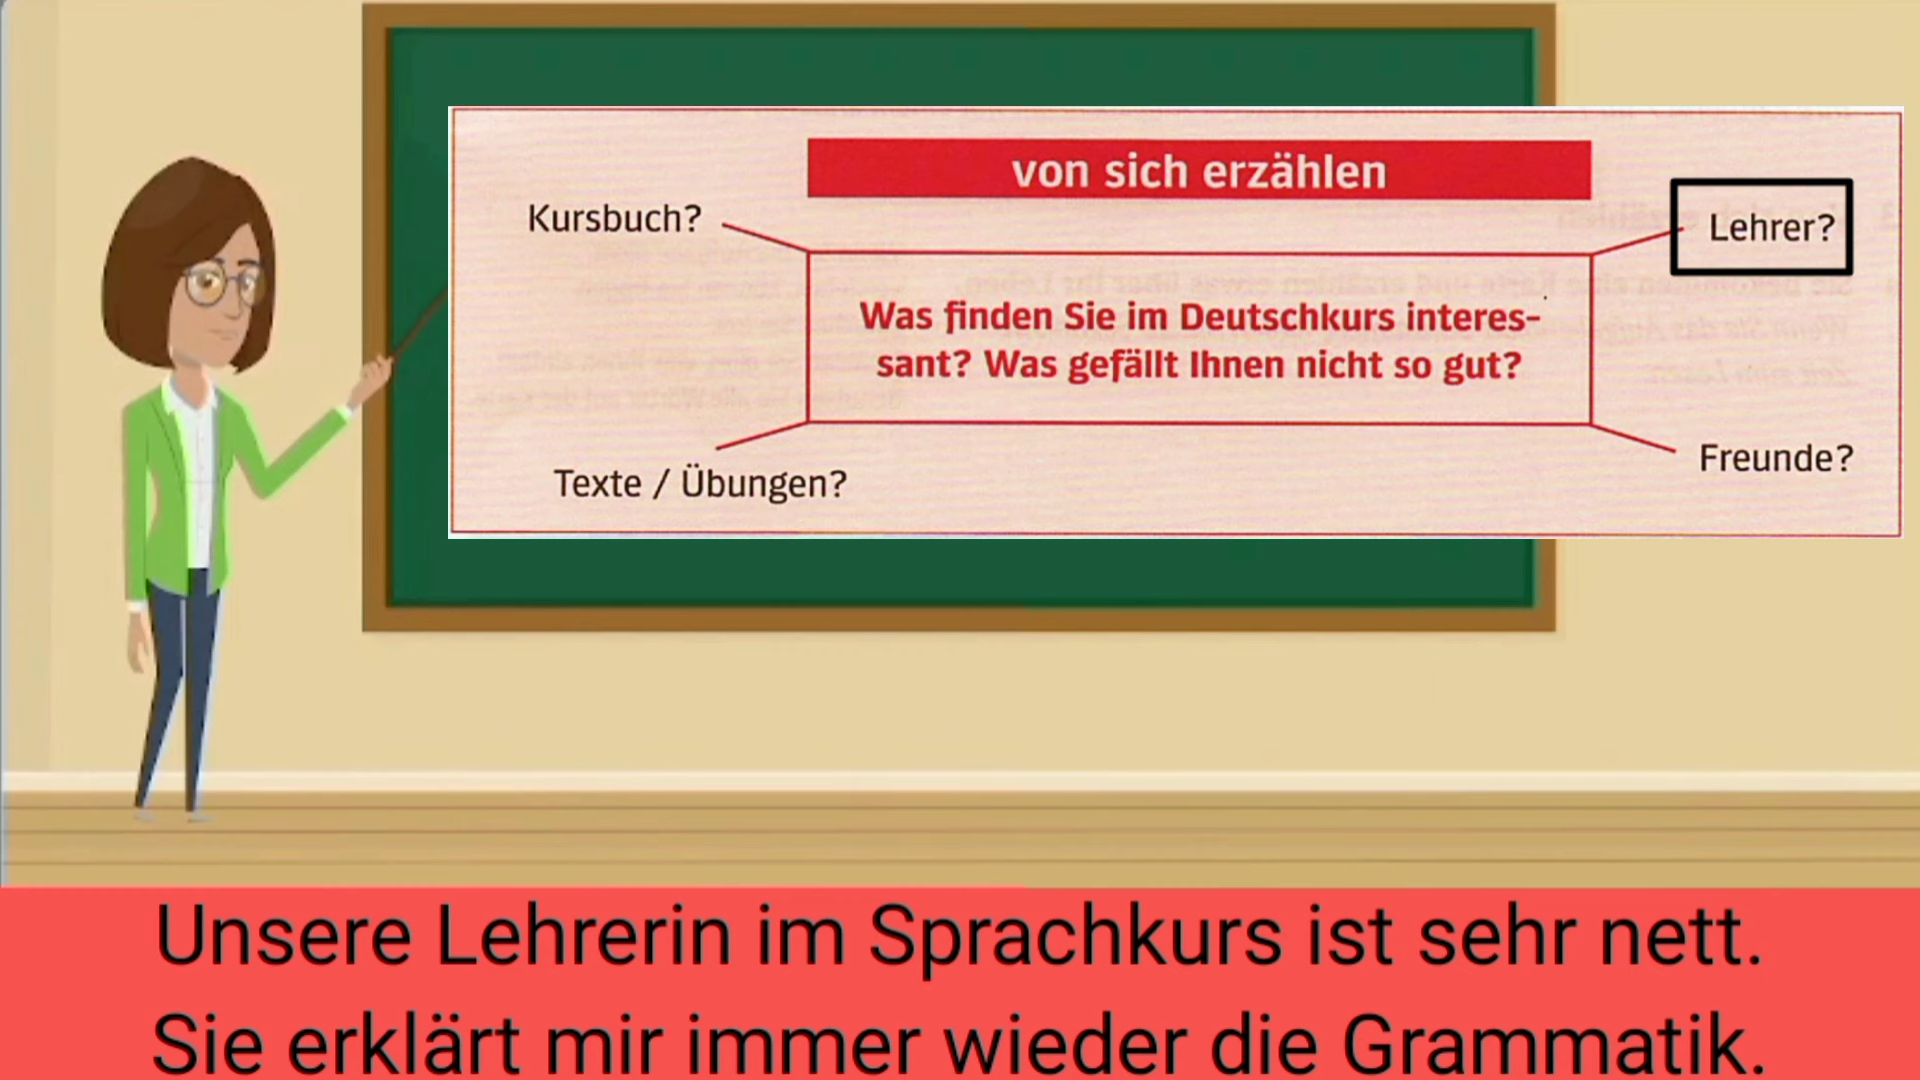 von sich erzählen
Kursbuch?
Lehrer?
Was finden Sie im Deutschkurs interes-
sant? Was gefällt Ihnen nicht so gut?
Texte / Übungen?
Freunde?
Unsere Lehrerin im Sprachkurs ist sehr nett.
Sie erklärt mir immer wieder die Grammatik.